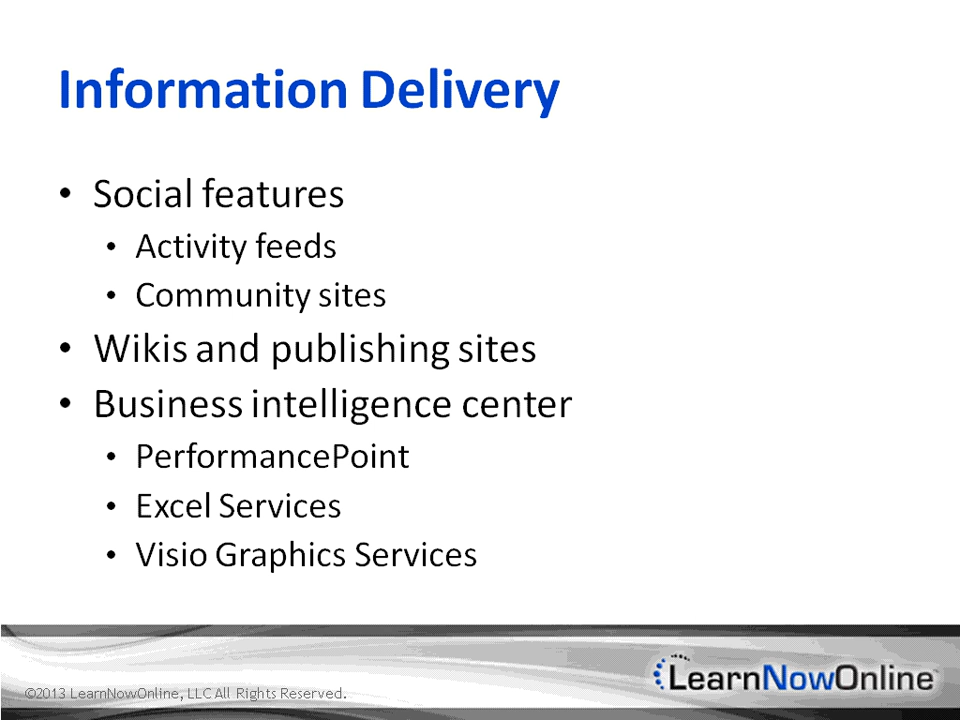 Information Delivery
• Social features
• Activity feeds
• Community sites
• Wikis and publishing sites
• Business intelligence center
• PerformancePoint
• Excel Services
• Visio Graphics Services
©2013 LearnNowOnline, LLC All Rights Reserved.
LearnNowOnline